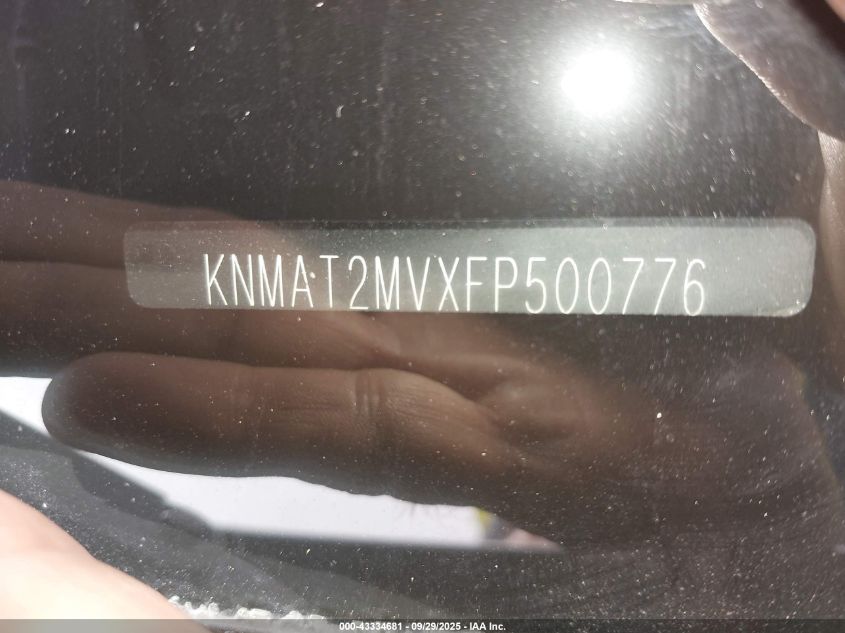 KNMAT2MVXFP500776
000-43334681 - 09/29/2025 - IAA Inc.